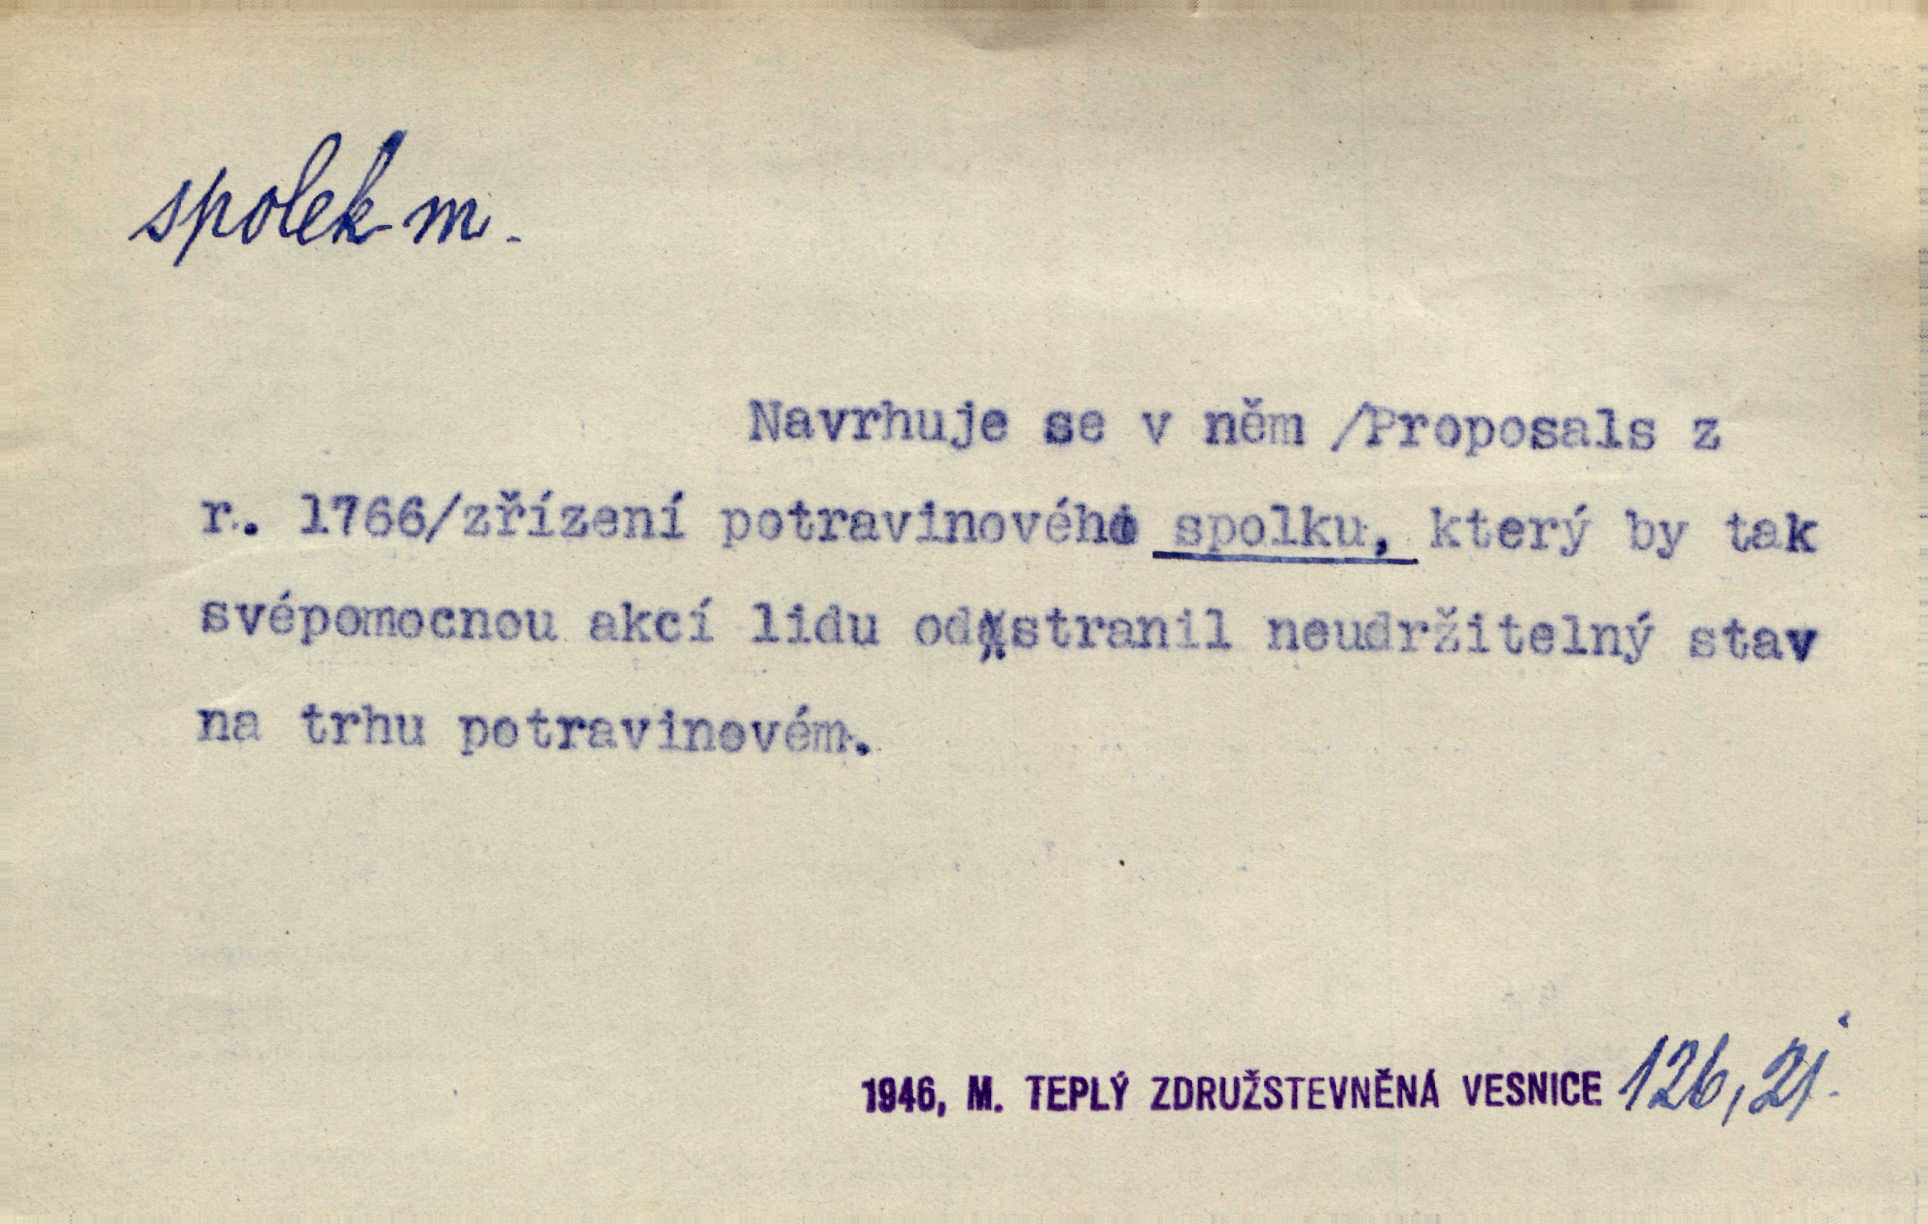 spolek m.
Navrhuje se v něm /Proposals z
r. 1766/zřízení potravinového spolku, který by tak
svépomocnou akcí lidu odstranil neudržitelný stav
na trhu potravinovém.
1946, M. TEPLÝ ZDRUŽSTEVNĚNÁ VESNICE 126, 2j.